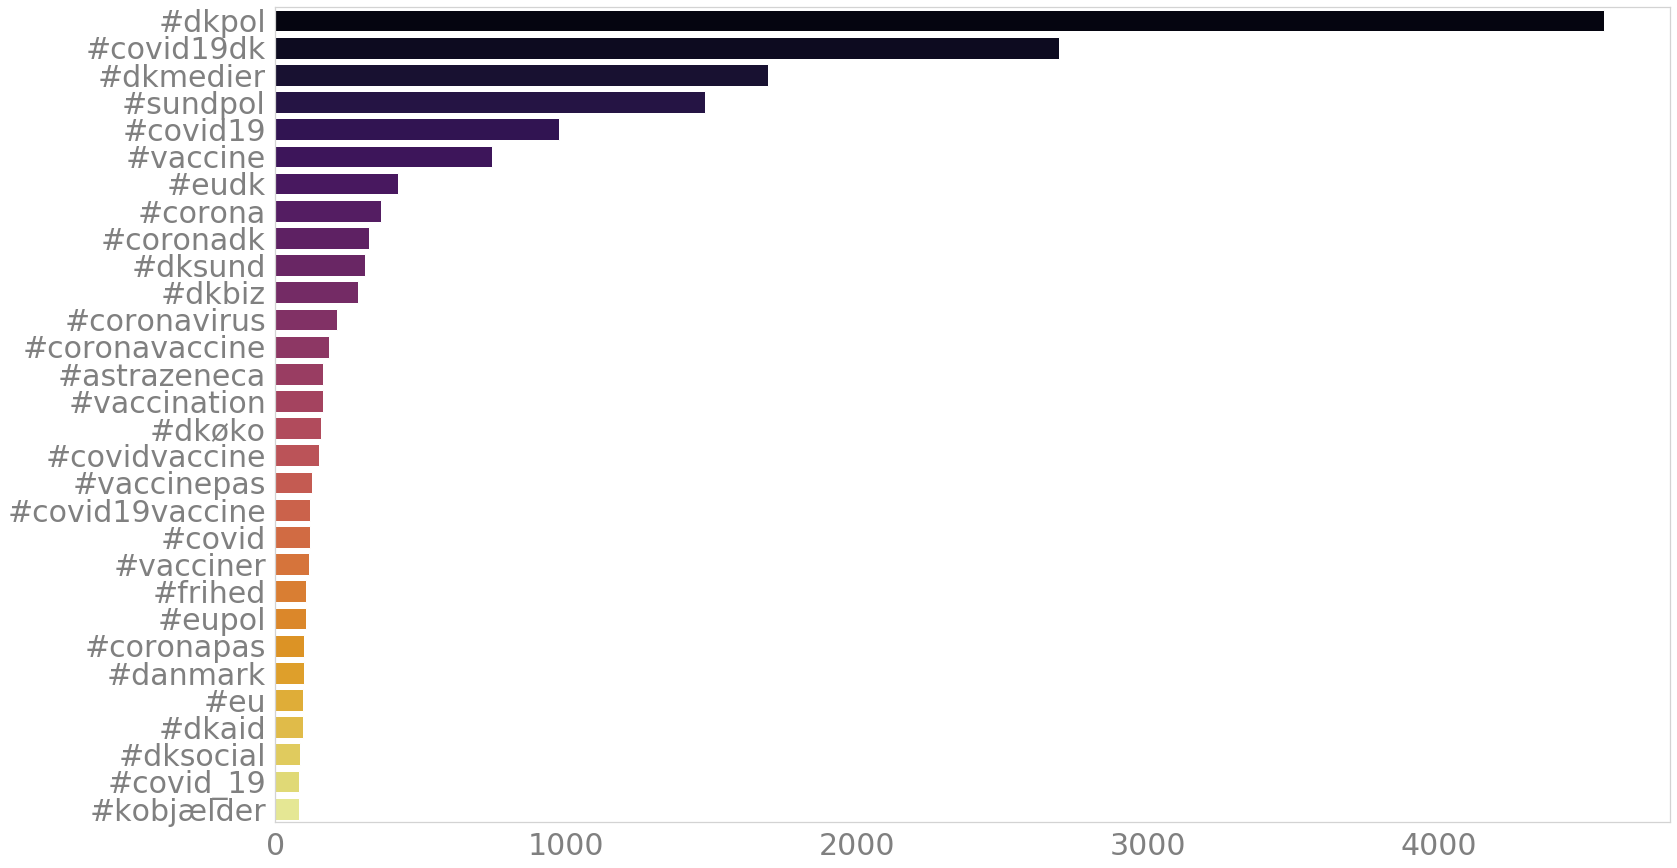 #dkpol
#covid19dk
#dkmedier
#sundpol
#covid19
#vaccine
#eudk
#corona
#coronadk
#dksund
#dkbiz
#coronavirus
#coronavaccine
#astrazeneca
#vaccination
#dkøko
#covidvaccine
#vaccinepas
#covid19vaccine
#covid
#vacciner
#frihed
#eupol
#coronapas
#danmark
#eu
#dkaid
#dksocial
#covid_19
#kobjælder
0 1000 2000 3000 4000